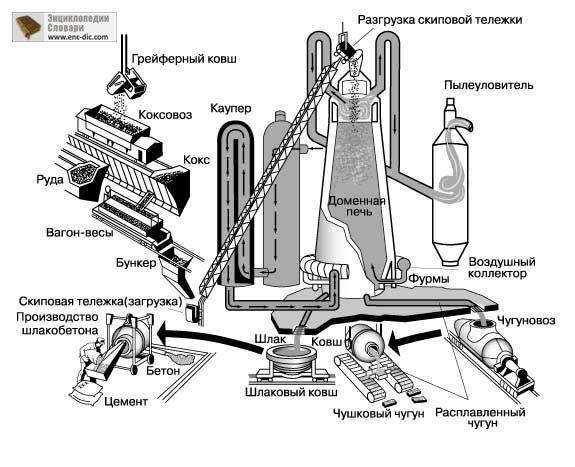 Энциклопедии
Словари
www.enc-dic.com
Разгрузка скиповой тележки
Грейферный ковш
Пылеуловитель
Коксовоз
Каупер
Кокс
Руда
Доменная
печь
Вагон-весы
Бункер
Воздушный
коллектор
Фурмы
Скиповая тележка(загрузка)
Производство
шлакобетона
Чугуновоз
Шлак
Ковш
Бетон
Цемент
Шлаковый ковш
Чушковый чугун
Расплавленный
чугун